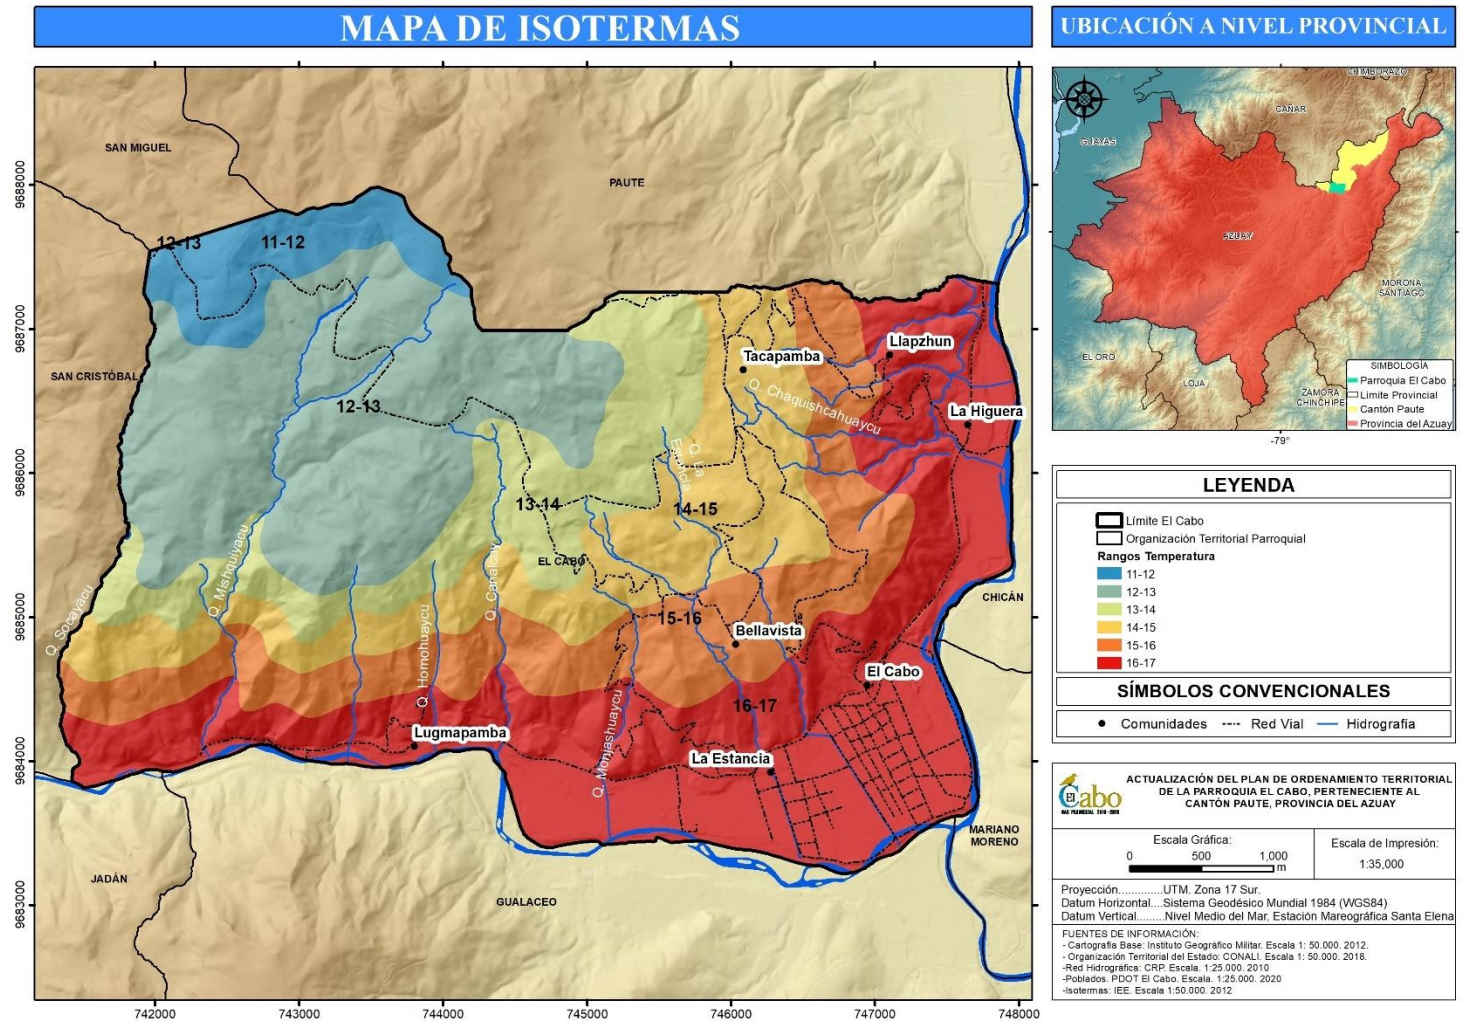 MAPA DE ISOTERMAS
UBICACIÓN A NIVEL PROVINCIAL
SAN MIGUEL
PAUTE
12-13
11-12
SAN CRISTÓBAL
12-13
Tacapamba
Llapzhun
Q. Chaquishcahuaycu
La Higuera
Q. La
Estancia
13-14
14-15
EL CABO
Q. Mishquiyacu
Q. Socayacu
Q. Hornohuaycu
CHICÁN
15-16
Bellavista
El Cabo
16-17
Lugmapamba
Q. Monjashuaycu
La Estancia
MARIANO
MORENO
JADÁN
GUALACEO
9688000
9687000
9686000
9685000
9684000
9683000
742000
743000
744000
745000
746000
747000
748000
CHIMBORAZO
CAÑAR
GUAYAS
AZUAY
MORONA
SANTIAGO
EL ORO
LOJA
ZAMORA
CHINCHIPE
SIMBOLOGÍA
Parroquia El Cabo
Limite Provincial
Cantón Paute
Provincia del Azuay
-79°
LEYENDA
Límite El Cabo
Organización Territorial Parroquial
Rangos Temperatura
11-12
12-13
13-14
14-15
15-16
16-17
SÍMBOLOS CONVENCIONALES
Comunidades
Red Vial
Hidrografía
El Cabo
ACTUALIZACIÓN DEL PLAN DE ORDENAMIENTO TERRITORIAL
DE LA PARROQUIA EL CABO, PERTENECIENTE AL
CANTÓN PAUTE, PROVINCIA DEL AZUAY
Escala Gráfica:
0 500 1,000
m
Escala de Impresión:
1:35,000
Proyección.............UTM. Zona 17 Sur.
Datum Horizontal....Sistema Geodésico Mundial 1984 (WGS84)
Datum Vertical.........Nivel Medio del Mar, Estación Mareográfica Santa Elena
FUENTES DE INFORMACIÓN:
- Cartografía Base: Instituto Geográfico Militar. Escala 1: 50.000. 2012.
- Organización Territorial del Estado: CONALI. Escala 1: 50.000. 2018.
-Red Hidrográfica: CRP. Escala. 1:25.000. 2010
-Poblados. PDOT El Cabo. Escala. 1:25.000. 2020
-Isotermas: IEE. Escala 1:50.000. 2012